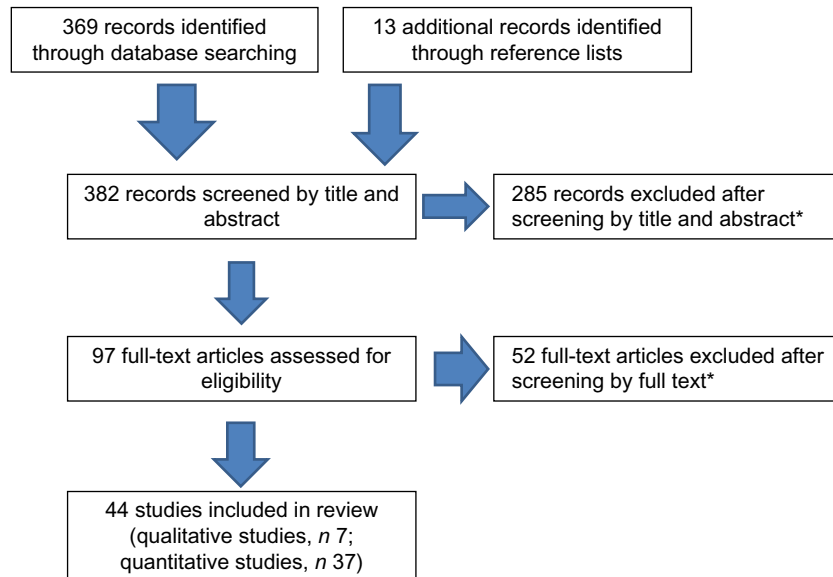 369 records identified
through database searching
13 additional records identified
through reference lists
382 records screened by title and
abstract
285 records excluded after
screening by title and abstract*
97 full-text articles assessed for
eligibility
52 full-text articles excluded after
screening by full text*
44 studies included in review
(qualitative studies, n 7;
quantitative studies, n 37)